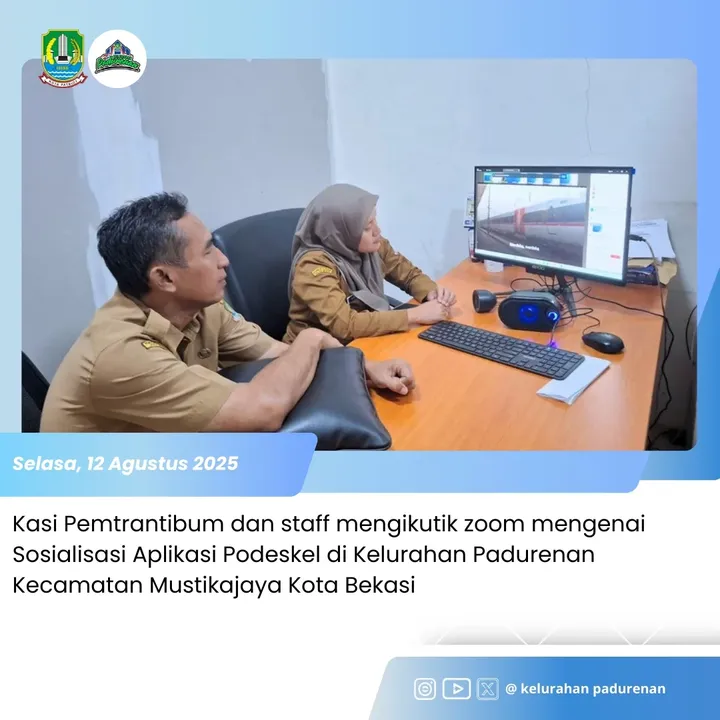 Selasa, 12 Agustus 2025
Kasi Pemtrantibum dan staff mengikutik zoom mengenai
Sosialisasi Aplikasi Podeskel di Kelurahan Padurenan
Kecamatan Mustikajaya Kota Bekasi
@ kelurahan padurenan